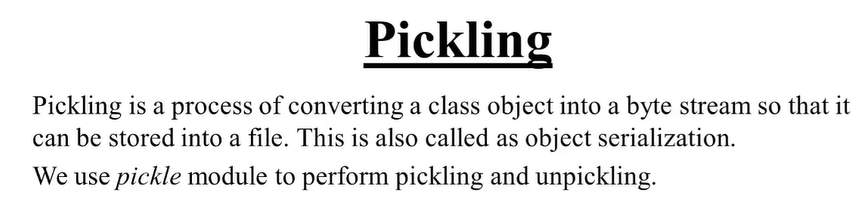 Pickling
Pickling is a process of converting a class object into a byte stream so that it
can be stored into a file. This is also called as object serialization.
We use pickle module to perform pickling and unpickling.